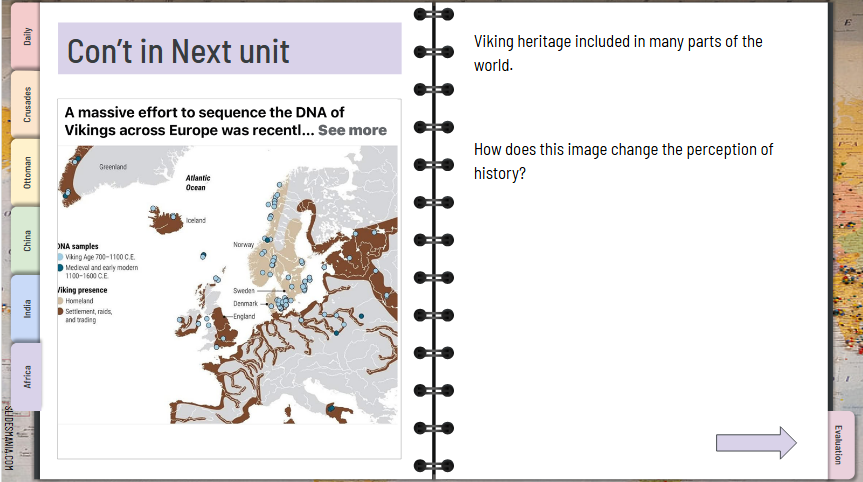 Daily
Crusades
Ottoman
China
India
Africa
SLIDESMANIA.COM
Con't in Next unit
A massive effort to sequence the DNA of
Vikings across Europe was recentl... See more
Greenland
Atlantic
Ocean
Iceland
Norway
Sweden
Denmark
England
DNA samples
Viking Age 700–1100 C.E.
Medieval and early modern
1100–1600 C.E.
Viking presence
Homeland
Settlement, raids,
and trading
Viking heritage included in many parts of the
world.
How does this image change the perception of
history?
Evaluation